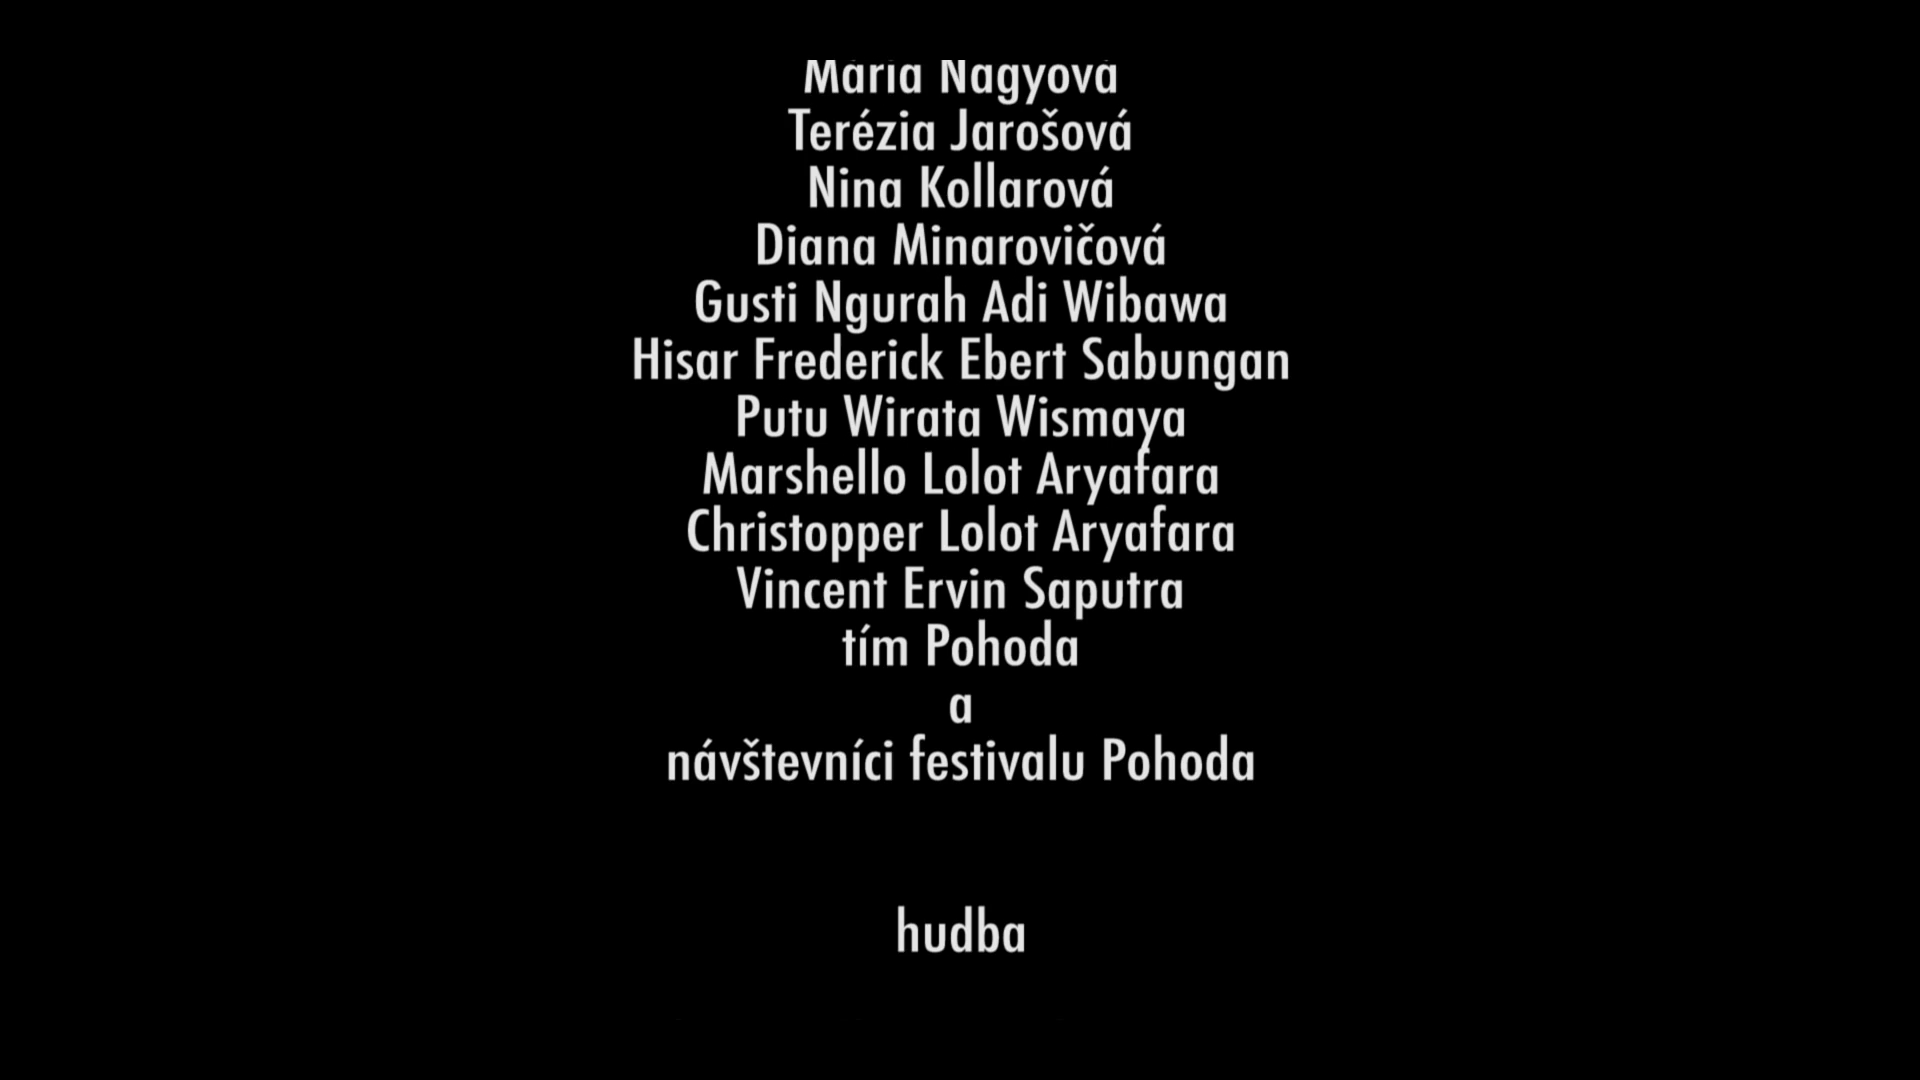 Mária Nagyová
Terézia Jarošová
Nina Kollarová
Diana Minarovičová
Gusti Ngurah Adi Wibawa
Hisar Frederick Ebert Sabungan
Putu Wirata Wismaya
Marshello Lolot Aryafara
Christopper Lolot Aryafara
Vincent Ervin Saputra
tím Pohoda
a
návštevníci festivalu Pohoda
hudba